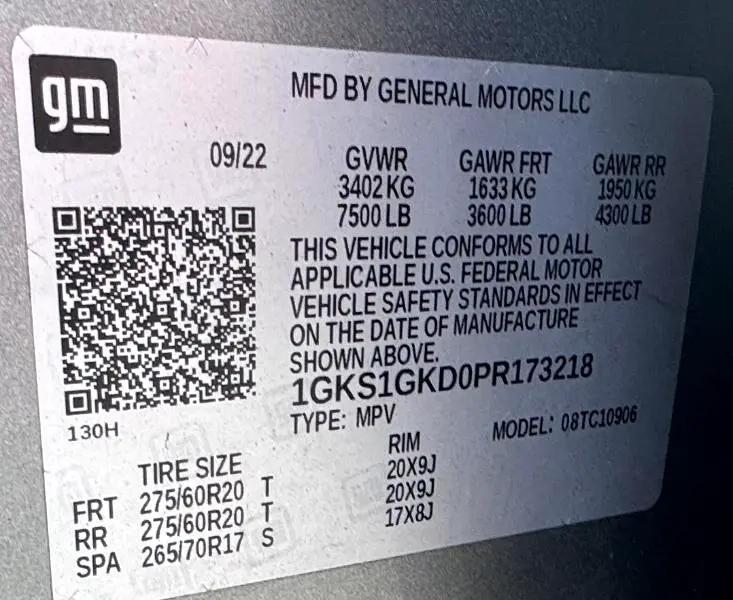 gm
MFD BY GENERAL MOTORS LLC
09/22 GVWR GAWR FRT GAWR RR
3402 KG 1633 KG 1950 KG
7500 LB 3600 LB 4300 LB
THIS VEHICLE CONFORMS TO ALL
APPLICABLE U.S. FEDERAL MOTOR
VEHICLE SAFETY STANDARDS IN EFFECT
ON THE DATE OF MANUFACTURE
SHOWN ABOVE.
1GKS1GKD0PR173218
130H
TYPE: MPV MODEL: 08TC10906
TIRE SIZE RIM
FRT 275/60R20 T 20X9J
RR 275/60R20 T 20X9J
SPA 265/70R17 S 17X8J